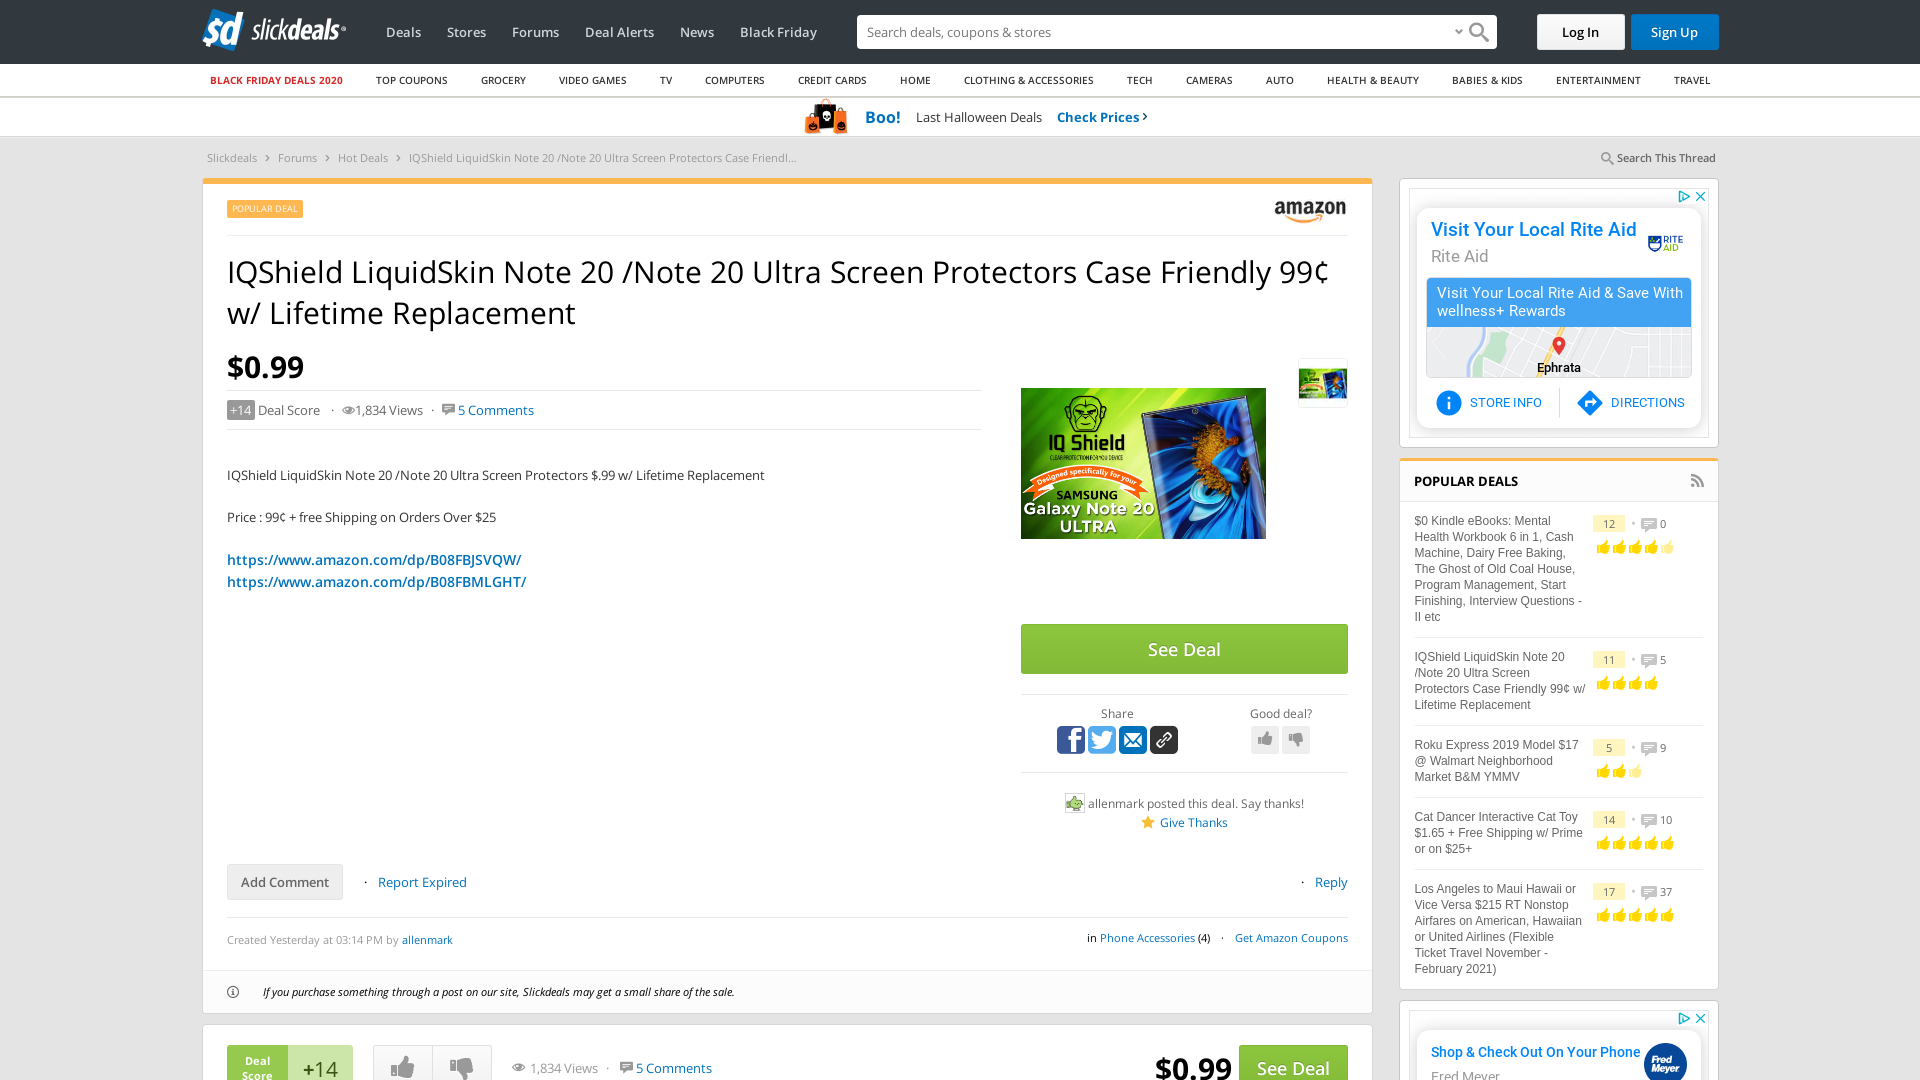 slickdeals
Deals
Stores
Forums
Deal Alerts
News
Black Friday
Search deals, coupons & stores
Log In
Sign Up
BLACK FRIDAY DEALS 2020
TOP COUPONS
GROCERY
VIDEO GAMES
TV
COMPUTERS
CREDIT CARDS
HOME
CLOTHING & ACCESSORIES
TECH
CAMERAS
AUTO
HEALTH & BEAUTY
BABIES & KIDS
ENTERTAINMENT
TRAVEL
Boo! Last Halloween Deals Check Prices ›
Slickdeals › Forums › Hot Deals › IQShield LiquidSkin Note 20 /Note 20 Ultra Screen Protectors Case Friendl...
Search This Thread
POPULAR DEAL
amazon
IQShield LiquidSkin Note 20 /Note 20 Ultra Screen Protectors Case Friendly 99¢
w/ Lifetime Replacement
$0.99
+14 Deal Score · 1,834 Views · 5 Comments
IQShield LiquidSkin Note 20 /Note 20 Ultra Screen Protectors $.99 w/ Lifetime Replacement
Price : 99¢ + free Shipping on Orders Over $25
https://www.amazon.com/dp/B08FBJSVQW/
https://www.amazon.com/dp/B08FBMLGHT/
IQ Shield
CLEAR PROTECTION FOR YOU DEVICE
Designed specifically for your
SAMSUNG
Galaxy Note 20
ULTRA
See Deal
Share
Good deal?
allenmark posted this deal. Say thanks!
Give Thanks
Add Comment · Report Expired
· Reply
Created Yesterday at 03:14 PM by allenmark
in Phone Accessories (4) · Get Amazon Coupons
If you purchase something through a post on our site, Slickdeals may get a small share of the sale.
Deal
Score
+14
1,834 Views · 5 Comments
$0.99
See Deal
Visit Your Local Rite Aid
Rite Aid
RITE
AID
Visit Your Local Rite Aid & Save With
wellness+ Rewards
Ephrata
STORE INFO
DIRECTIONS
POPULAR DEALS
$0 Kindle eBooks: Mental
Health Workbook 6 in 1, Cash
Machine, Dairy Free Baking,
The Ghost of Old Coal House,
Program Management, Start
Finishing, Interview Questions -
II etc
12 • 0
IQShield LiquidSkin Note 20
/Note 20 Ultra Screen
Protectors Case Friendly 99¢ w/
Lifetime Replacement
11 • 5
Roku Express 2019 Model $17
@ Walmart Neighborhood
Market B&M YMMV
5 • 9
Cat Dancer Interactive Cat Toy
$1.65 + Free Shipping w/ Prime
or on $25+
14 • 10
Los Angeles to Maui Hawaii or
Vice Versa $215 RT Nonstop
Airfares on American, Hawaiian
or United Airlines (Flexible
Ticket Travel November -
February 2021)
17 • 37
Shop & Check Out On Your Phone
Fred Meyer
Fred
Meyer